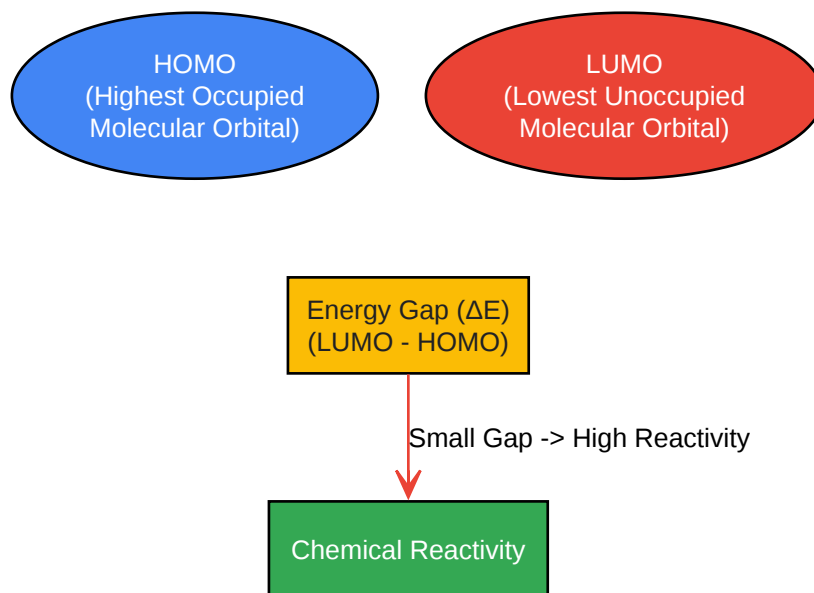 HOMO
(Highest Occupied
Molecular Orbital)
LUMO
(Lowest Unoccupied
Molecular Orbital)
Energy Gap (ΔE)
(LUMO - HOMO)
Small Gap -> High Reactivity
Chemical Reactivity